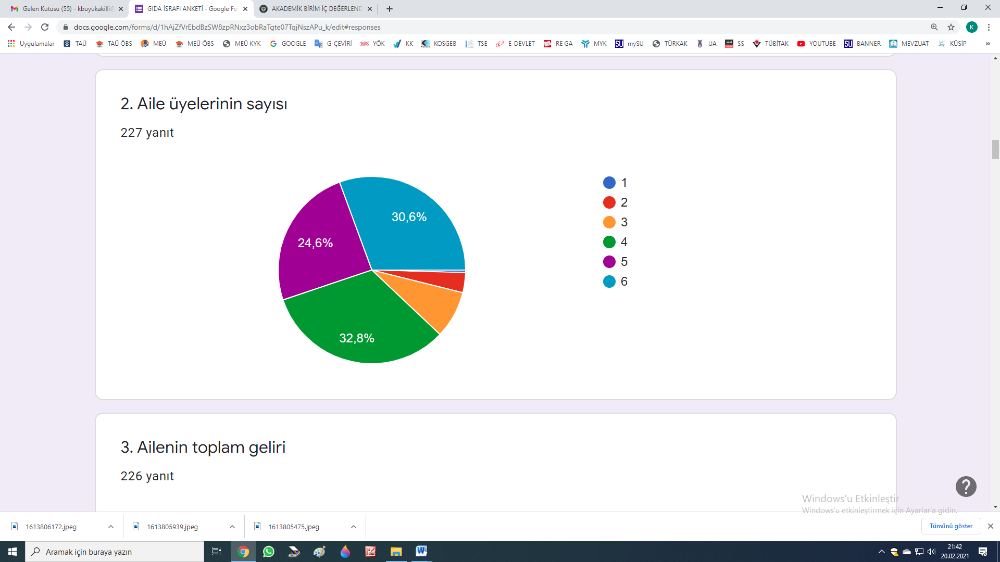 Gelen Kutusu (55) - kbuyukakilli@
GIDA İSRAFI ANKETİ - Google Fo
AKADEMİK BİRİM İÇ DEĞERLEND
docs.google.com/forms/d/1hAjZfVrEbdBzSW8zpRNxz3obRaTgte07TqjNszAPu_k/edit#responses
K
Uygulamalar TAÜ TAÜ ÖBS MEÜ MEÜ ÖBS MEÜ KYK GOOGLE G-ÇEVİRİ YÖK KK KOSGEB TSE E-DEVLET RE GA MYK mySU TÜRKAK UA SS TÜBİTAK YOUTUBE BANNER MEVZUAT KÜSİP »
2. Aile üyelerinin sayısı
227 yanıt
30,6%
24,6%
32,8%
1
2
3
4
5
6
3. Ailenin toplam geliri
226 yanıt
Windows'u Etkinleştir
Windows'u etkinleştirmek için Ayarlar'a gidin.
1613806172.jpeg
1613805939.jpeg
1613805475.jpeg
Tümünü göster
Aramak için buraya yazın
21:42
20.02.2021